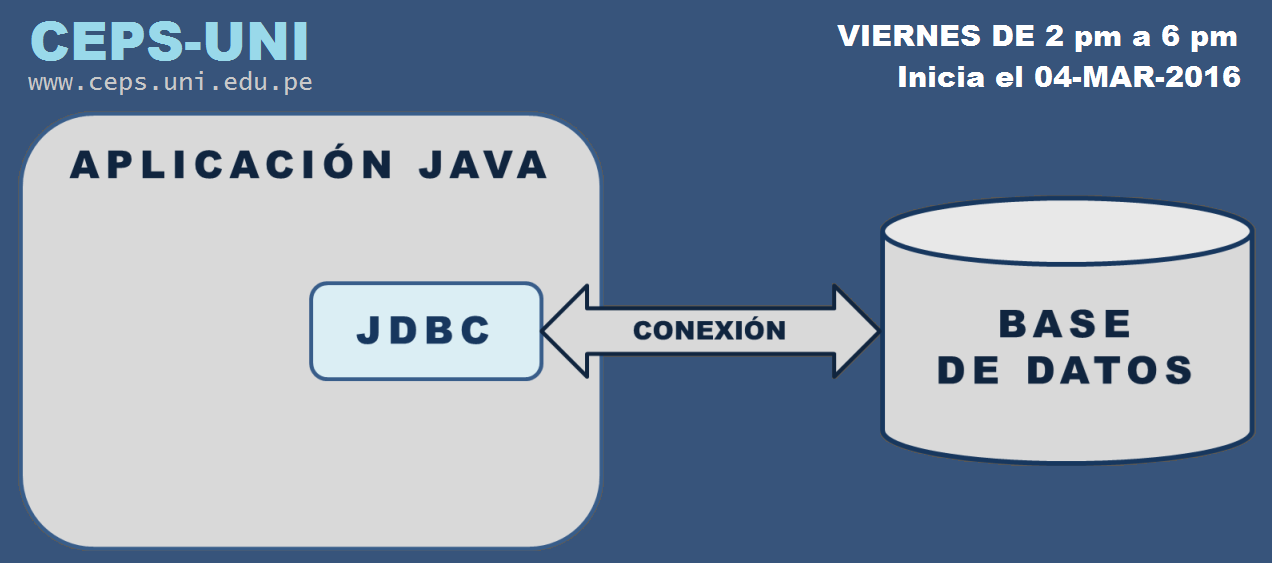 CEPS-UNI
www.ceps.uni.edu.pe
VIERNES DE 2 pm a 6 pm
Inicia el 04-MAR-2016
APLICACIÓN JAVA
JDBC
CONEXIÓN
BASE
DE DATOS